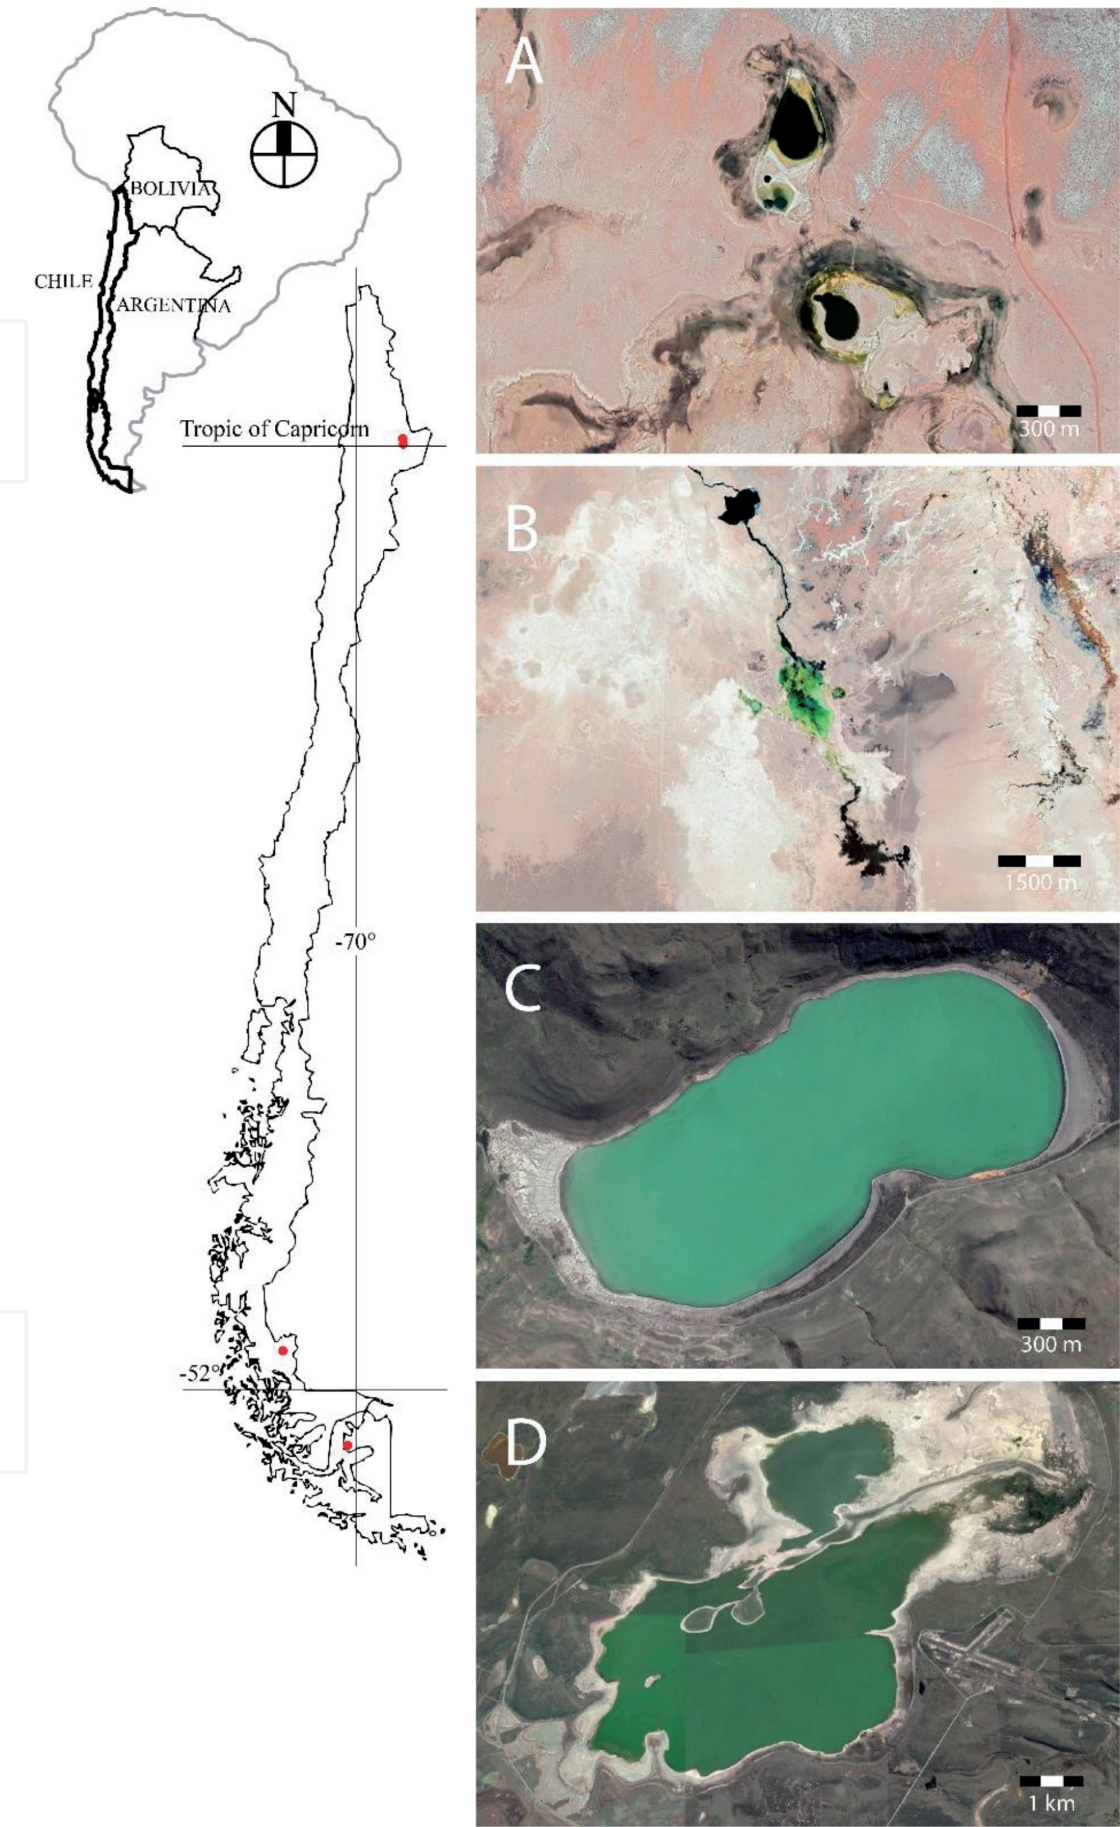 N
BOLIVIA
CHILE
ARGENTINA
Tropic of Capricorn
-70°
-52°
A
300 m
B
1500 m
C
300 m
D
1 km